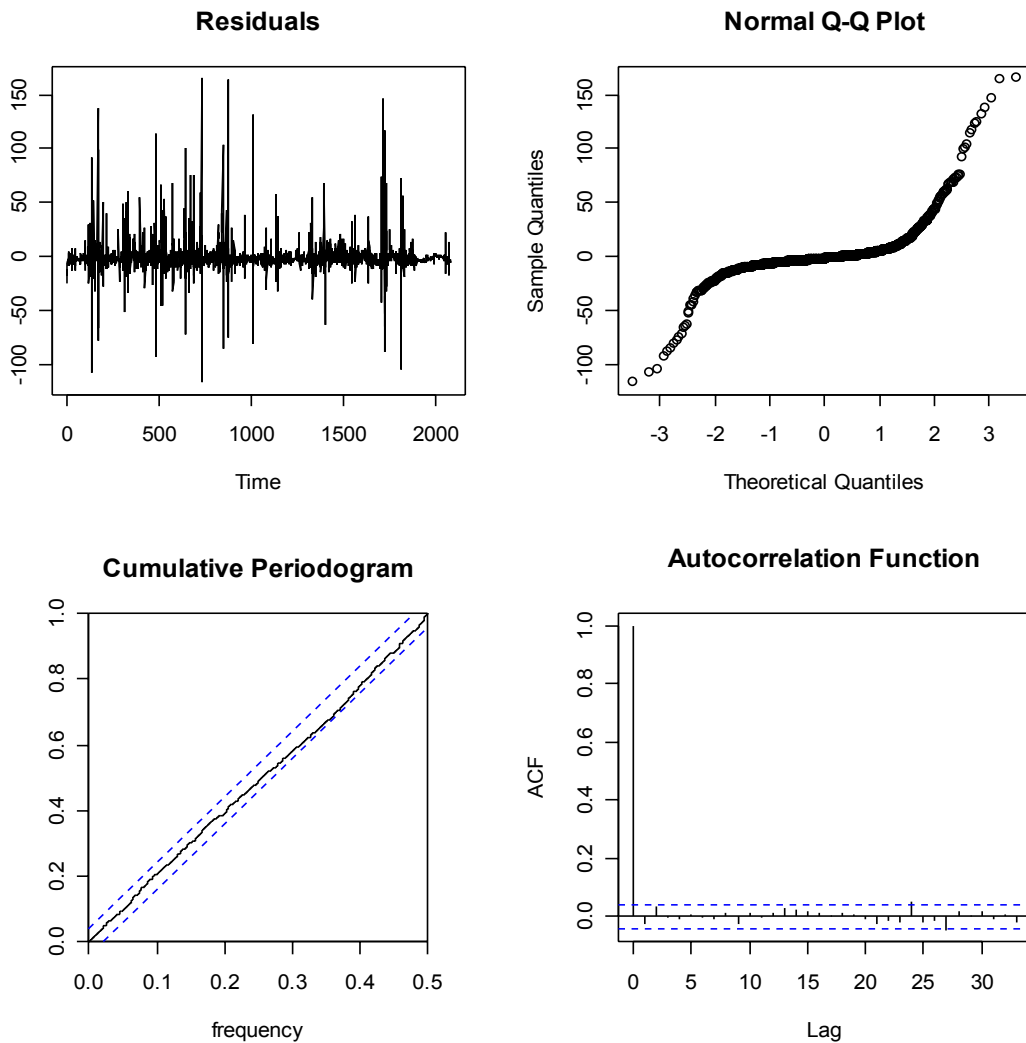 Residuals
150
100
50
0
-50
-100
0 500 1000 1500 2000
Time
Normal Q-Q Plot
Sample Quantiles
150
100
50
0
-50
-100
-3 -2 -1 0 1 2 3
Theoretical Quantiles
Cumulative Periodogram
1.0
0.8
0.6
0.4
0.2
0.0
0.0 0.1 0.2 0.3 0.4 0.5
frequency
Autocorrelation Function
ACF
1.0
0.8
0.6
0.4
0.2
0.0
0 5 10 15 20 25 30
Lag